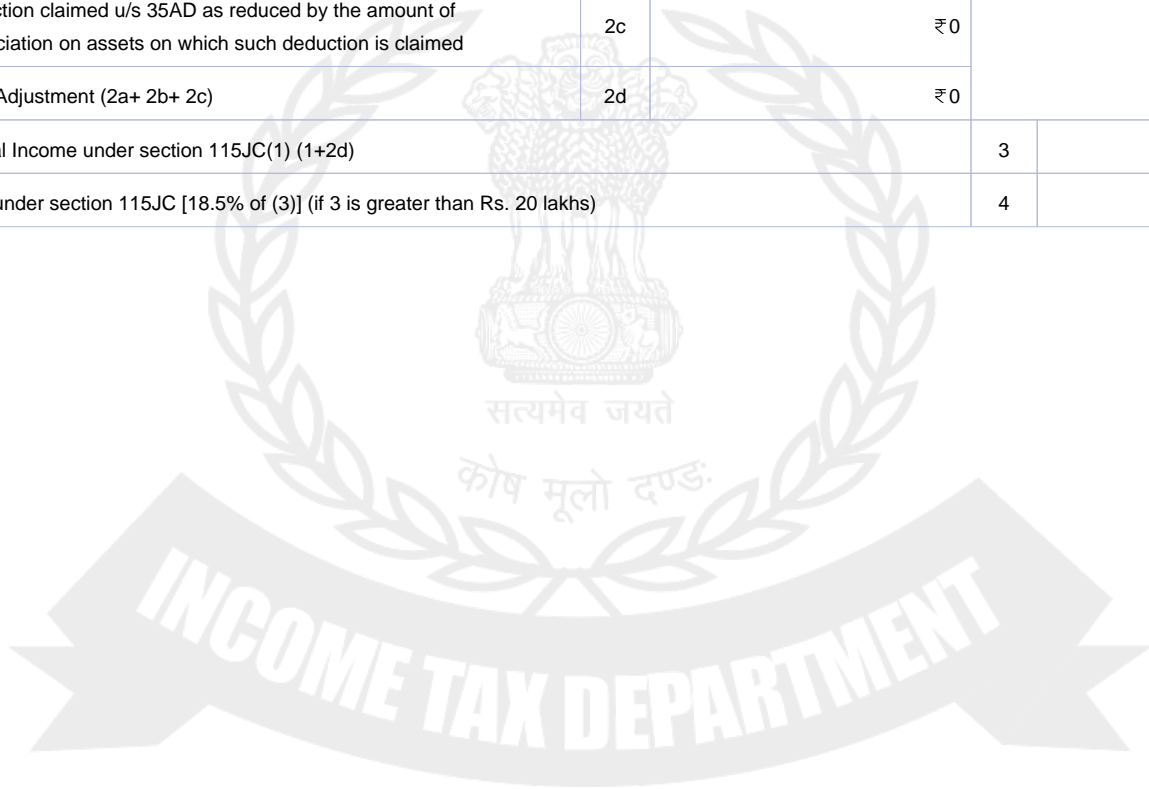 ction claimed u/s 35AD as reduced by the amount of
ciation on assets on which such deduction is claimed
2c
₹0
Adjustment (2a+ 2b+ 2c)
2d
₹0
al Income under section 115JC(1) (1+2d)
3
under section 115JC [18.5% of (3)] (if 3 is greater than Rs. 20 lakhs)
4
सत्यमेव जयते
कोष मूलो दण्डः
INCOME TAX DEPARTMENT